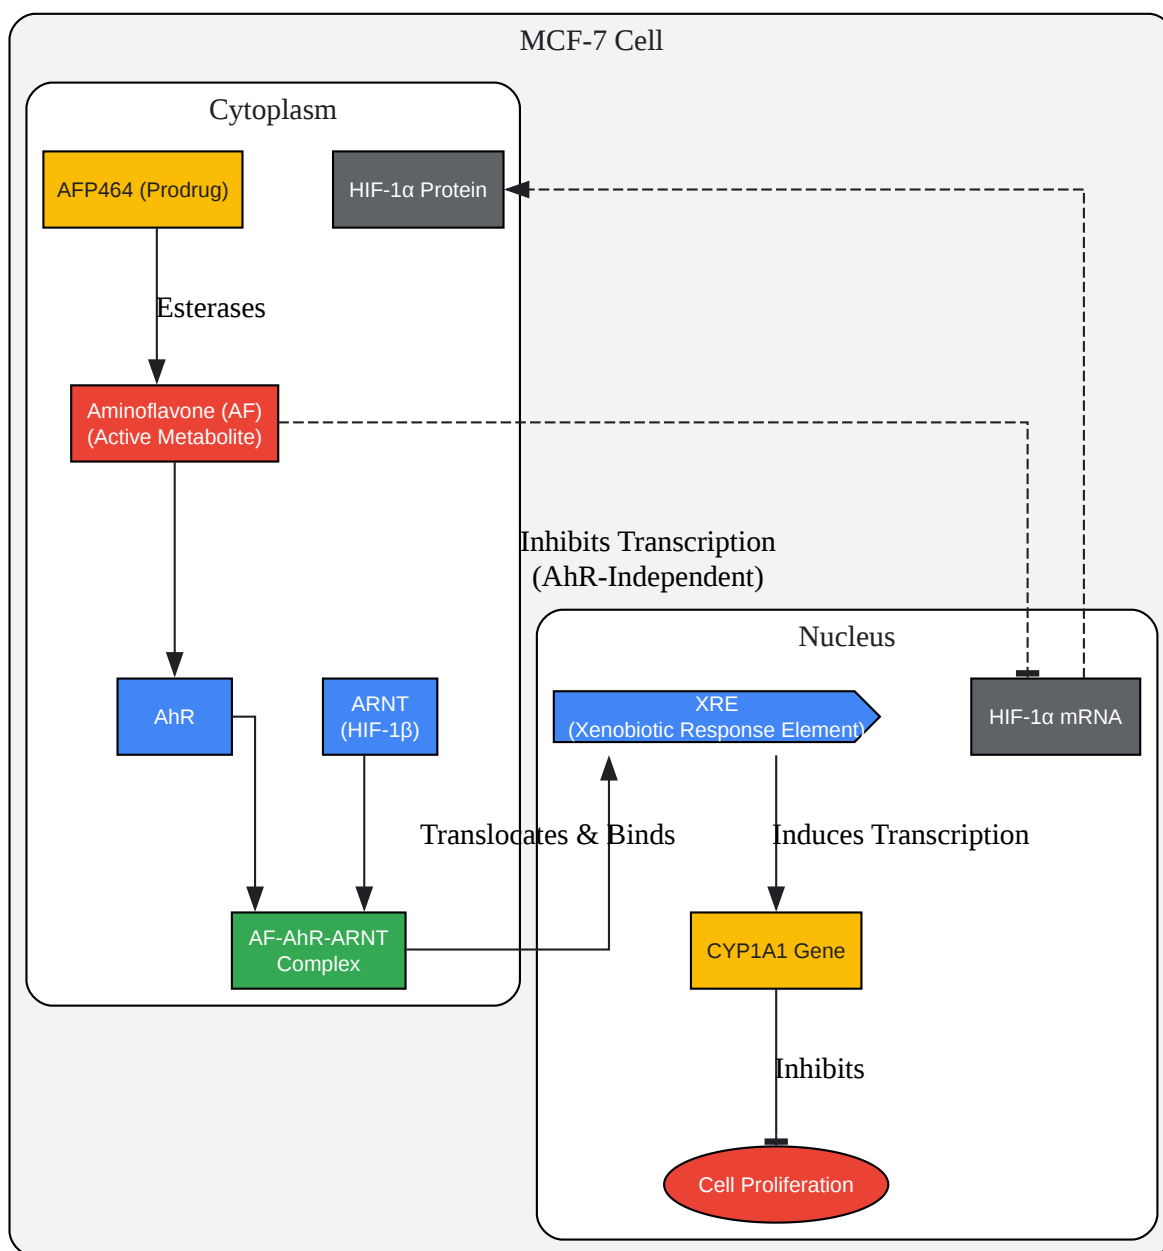 MCF-7 Cell
Cytoplasm
AFP464 (Prodrug)
HIF-1α Protein
Esterases
Aminoflavone (AF)
(Active Metabolite)
Inhibits Transcription
(AhR-Independent)
Nucleus
AhR
ARNT
(HIF-1β)
XRE
(Xenobiotic Response Element)
HIF-1α mRNA
Translocates & Binds
Induces Transcription
AF-AhR-ARNT
Complex
CYP1A1 Gene
Inhibits
Cell Proliferation